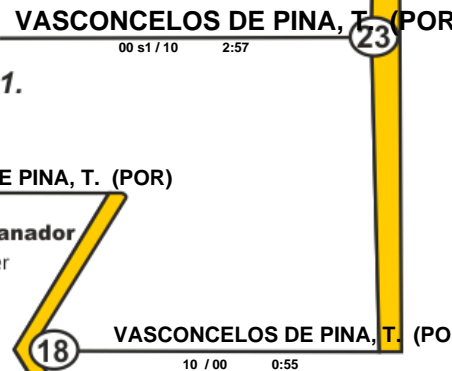 VASCONCELOS DE PINA, T. (POR
23
00 s1 / 10 2:57
1.
E PINA, T. (POR)
anador
er
VASCONCELOS DE PINA, T. (PO
18
10 / 00 0:55